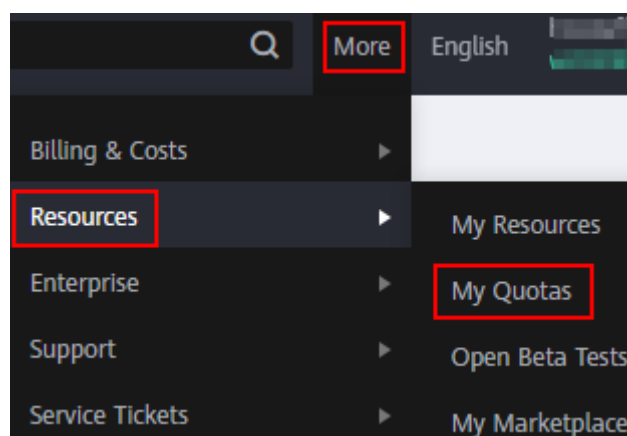 More
English
Billing & Costs
Resources
My Resources
Enterprise
My Quotas
Support
Open Beta Tests
Service Tickets
My Marketplace